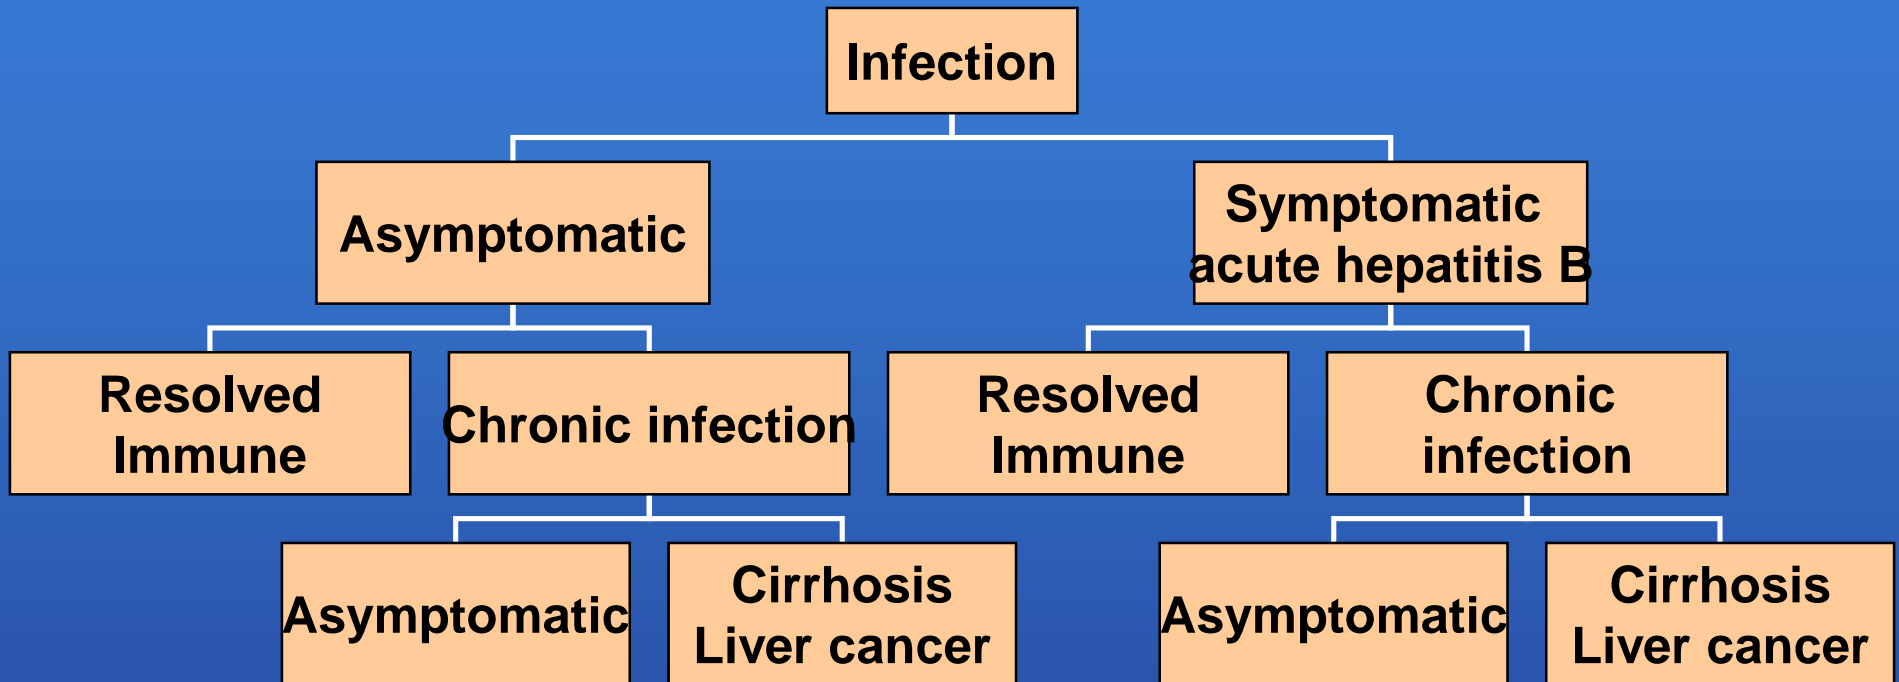 Infection
Asymptomatic
Symptomatic
acute hepatitis B
Resolved
Immune
Chronic infection
Resolved
Immune
Chronic
infection
Asymptomatic
Cirrhosis
Liver cancer
Asymptomatic
Cirrhosis
Liver cancer